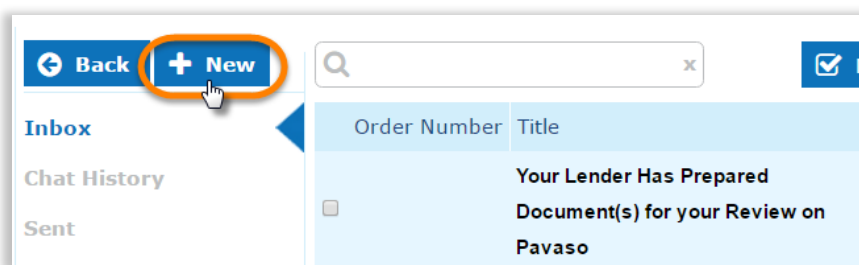 Back
New
x
Inbox
Chat History
Sent
Order Number
Title
Your Lender Has Prepared
Document(s) for your Review on
Pavaso